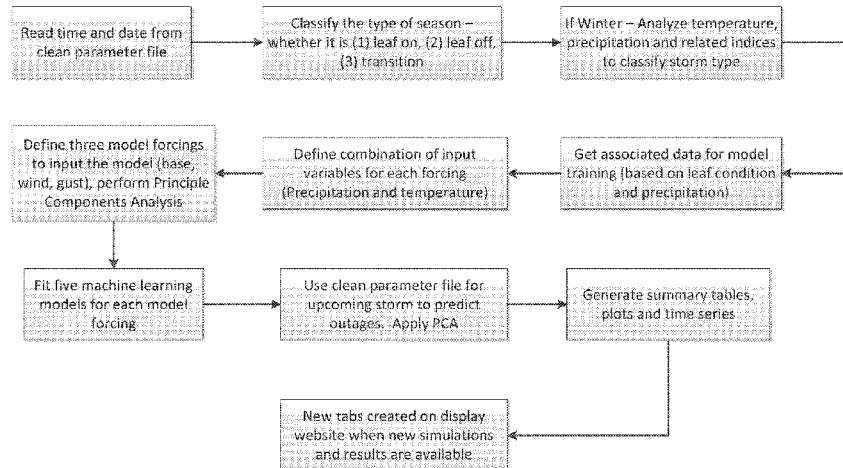 Read time and date from
clean parameter file
Classify the type of season –
whether it is (1) leaf on, (2) leaf off,
(3) transition
If Winter – Analyze temperature,
precipitation and related indices
to classify storm type
Define three model forcings
to input the model (base,
wind, gust), perform Principle
Components Analysis
Define combination of input
variables for each forcing
(Precipitation and temperature)
Get associated data for model
training (based on leaf condition
and precipitation)
Fit five machine learning
models for each model
forcing
Use clean parameter file for
upcoming storm to predict
outages. Apply PCA
Generate summary tables,
plots and time series
New tabs created on display
website when new simulations
and results are available